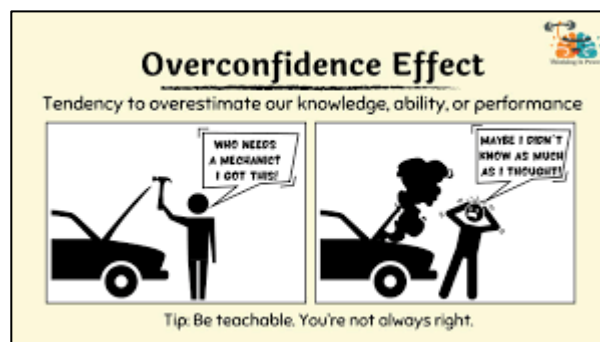 Overconfidence Effect
Tendency to overestimate our knowledge, ability, or performance
WHO NEEDS
A MECHANIC?
I GOT THIS!
MAYBE I DIDN'T
KNOW AS MUCH
AS I THOUGHT!
Tip: Be teachable. You're not always right.